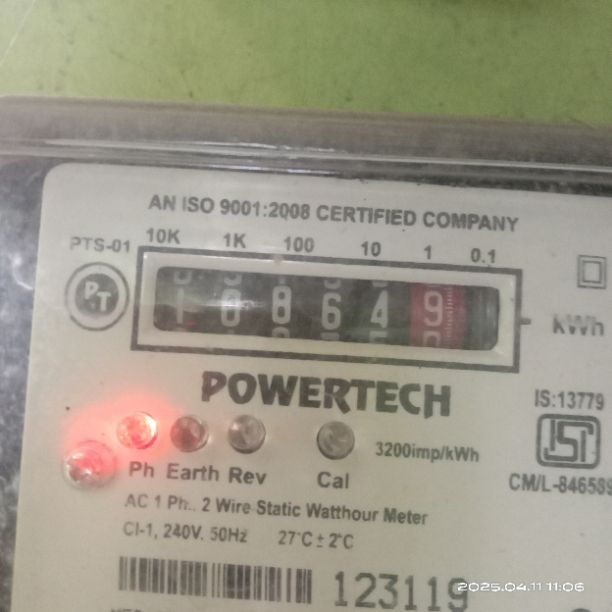 AN ISO 9001:2008 CERTIFIED COMPANY
PTS-01 10K 1K 100 10 1 0.1
PT
1 0 8 6 4 9 kWh
POWERTECH
IS:13779
3200imp/kWh
Ph Earth Rev Cal
CM/L-846589
AC 1 Ph.. 2 Wire Static Watthour Meter
Cl-1, 240V. 50Hz 27°C ± 2°C
123119
2025.04.11 11:06